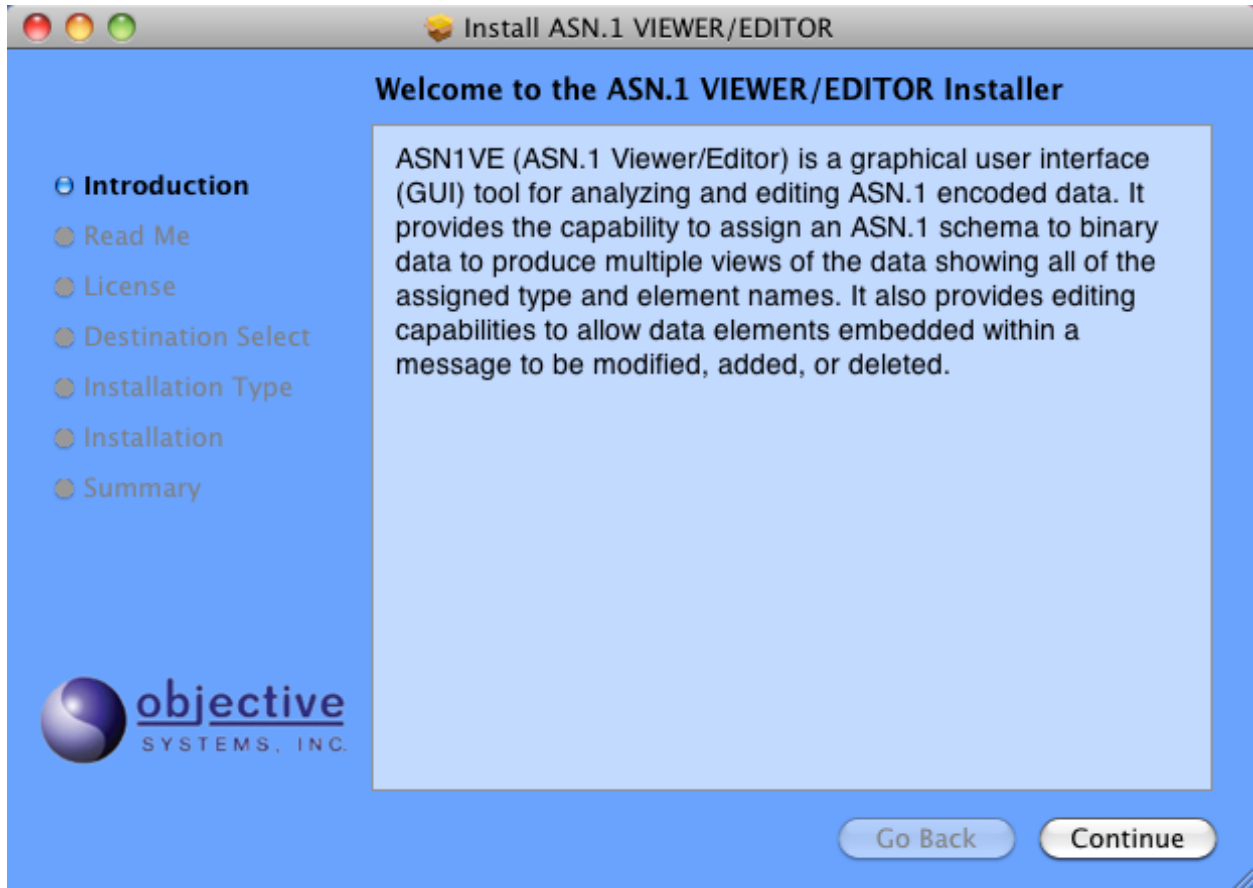 Install ASN.1 VIEWER/EDITOR
Welcome to the ASN.1 VIEWER/EDITOR Installer
Introduction
Read Me
License
Destination Select
Installation Type
Installation
Summary
ASN1VE (ASN.1 Viewer/Editor) is a graphical user interface
(GUI) tool for analyzing and editing ASN.1 encoded data. It
provides the capability to assign an ASN.1 schema to binary
data to produce multiple views of the data showing all of the
assigned type and element names. It also provides editing
capabilities to allow data elements embedded within a
message to be modified, added, or deleted.
objective
SYSTEMS, INC.
Go Back
Continue